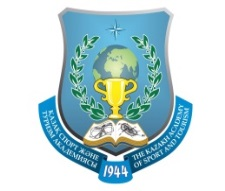 ҚАЗАҚ СПОРТ ЖӘНЕ
ТУРИЗМ АКАДЕМИЯСЫ
1944
THE KAZAKH ACADEMY
OF SPORT AND TOURISM